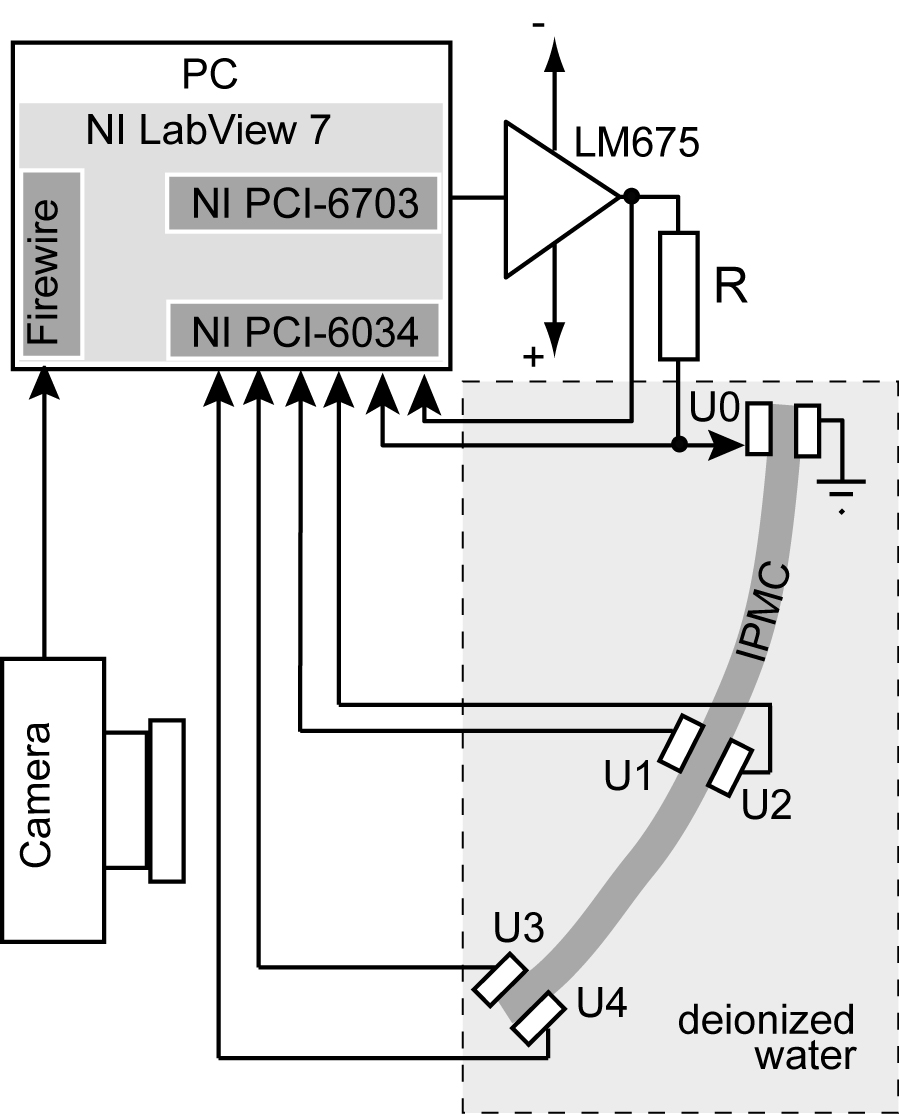 -
PC
NI LabView 7
LM675
Firewire
NI PCI-6703
R
NI PCI-6034
+
U0
IPMC
U1
U2
Camera
U3
U4
deionized
water